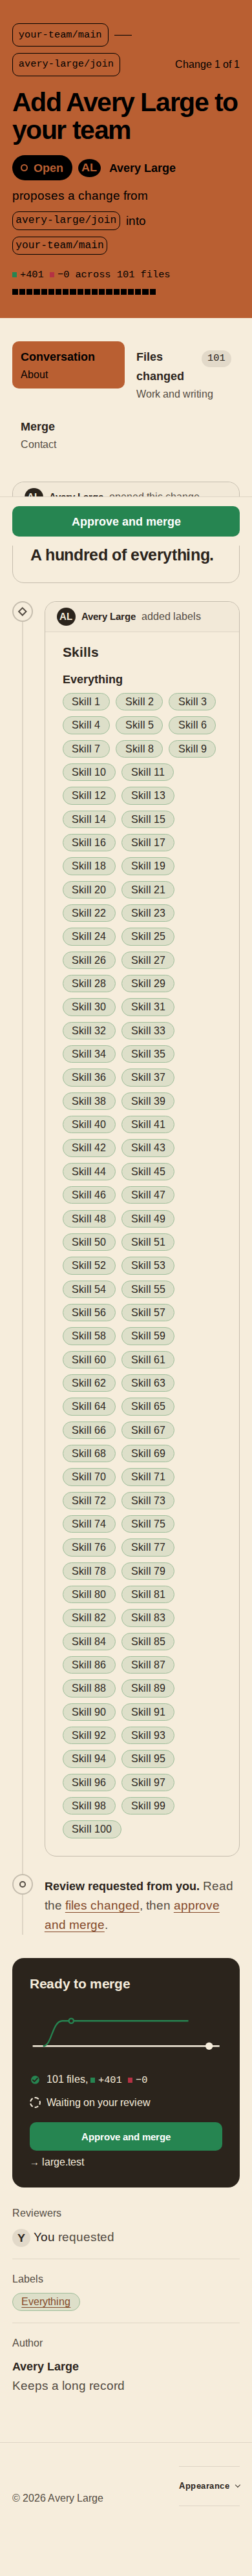 your-team/main
avery-large/join
Change 1 of 1
Add Avery Large to
your team
Open AL Avery Large
proposes a change from
avery-large/join into
your-team/main
+401 −0 across 101 files
Conversation
About
Files
changed
101
Work and writing
Merge
Contact
Approve and merge
A hundred of everything.
AL Avery Large added labels
Skills
Everything
Skill 1 Skill 2 Skill 3
Skill 4 Skill 5 Skill 6
Skill 7 Skill 8 Skill 9
Skill 10 Skill 11
Skill 12 Skill 13
Skill 14 Skill 15
Skill 16 Skill 17
Skill 18 Skill 19
Skill 20 Skill 21
Skill 22 Skill 23
Skill 24 Skill 25
Skill 26 Skill 27
Skill 28 Skill 29
Skill 30 Skill 31
Skill 32 Skill 33
Skill 34 Skill 35
Skill 36 Skill 37
Skill 38 Skill 39
Skill 40 Skill 41
Skill 42 Skill 43
Skill 44 Skill 45
Skill 46 Skill 47
Skill 48 Skill 49
Skill 50 Skill 51
Skill 52 Skill 53
Skill 54 Skill 55
Skill 56 Skill 57
Skill 58 Skill 59
Skill 60 Skill 61
Skill 62 Skill 63
Skill 64 Skill 65
Skill 66 Skill 67
Skill 68 Skill 69
Skill 70 Skill 71
Skill 72 Skill 73
Skill 74 Skill 75
Skill 76 Skill 77
Skill 78 Skill 79
Skill 80 Skill 81
Skill 82 Skill 83
Skill 84 Skill 85
Skill 86 Skill 87
Skill 88 Skill 89
Skill 90 Skill 91
Skill 92 Skill 93
Skill 94 Skill 95
Skill 96 Skill 97
Skill 98 Skill 99
Skill 100
Review requested from you. Read
the files changed, then approve
and merge.
Ready to merge
101 files, +401 −0
Waiting on your review
Approve and merge
→ large.test
Reviewers
Y You requested
Labels
Everything
Author
Avery Large
Keeps a long record
Appearance
© 2026 Avery Large